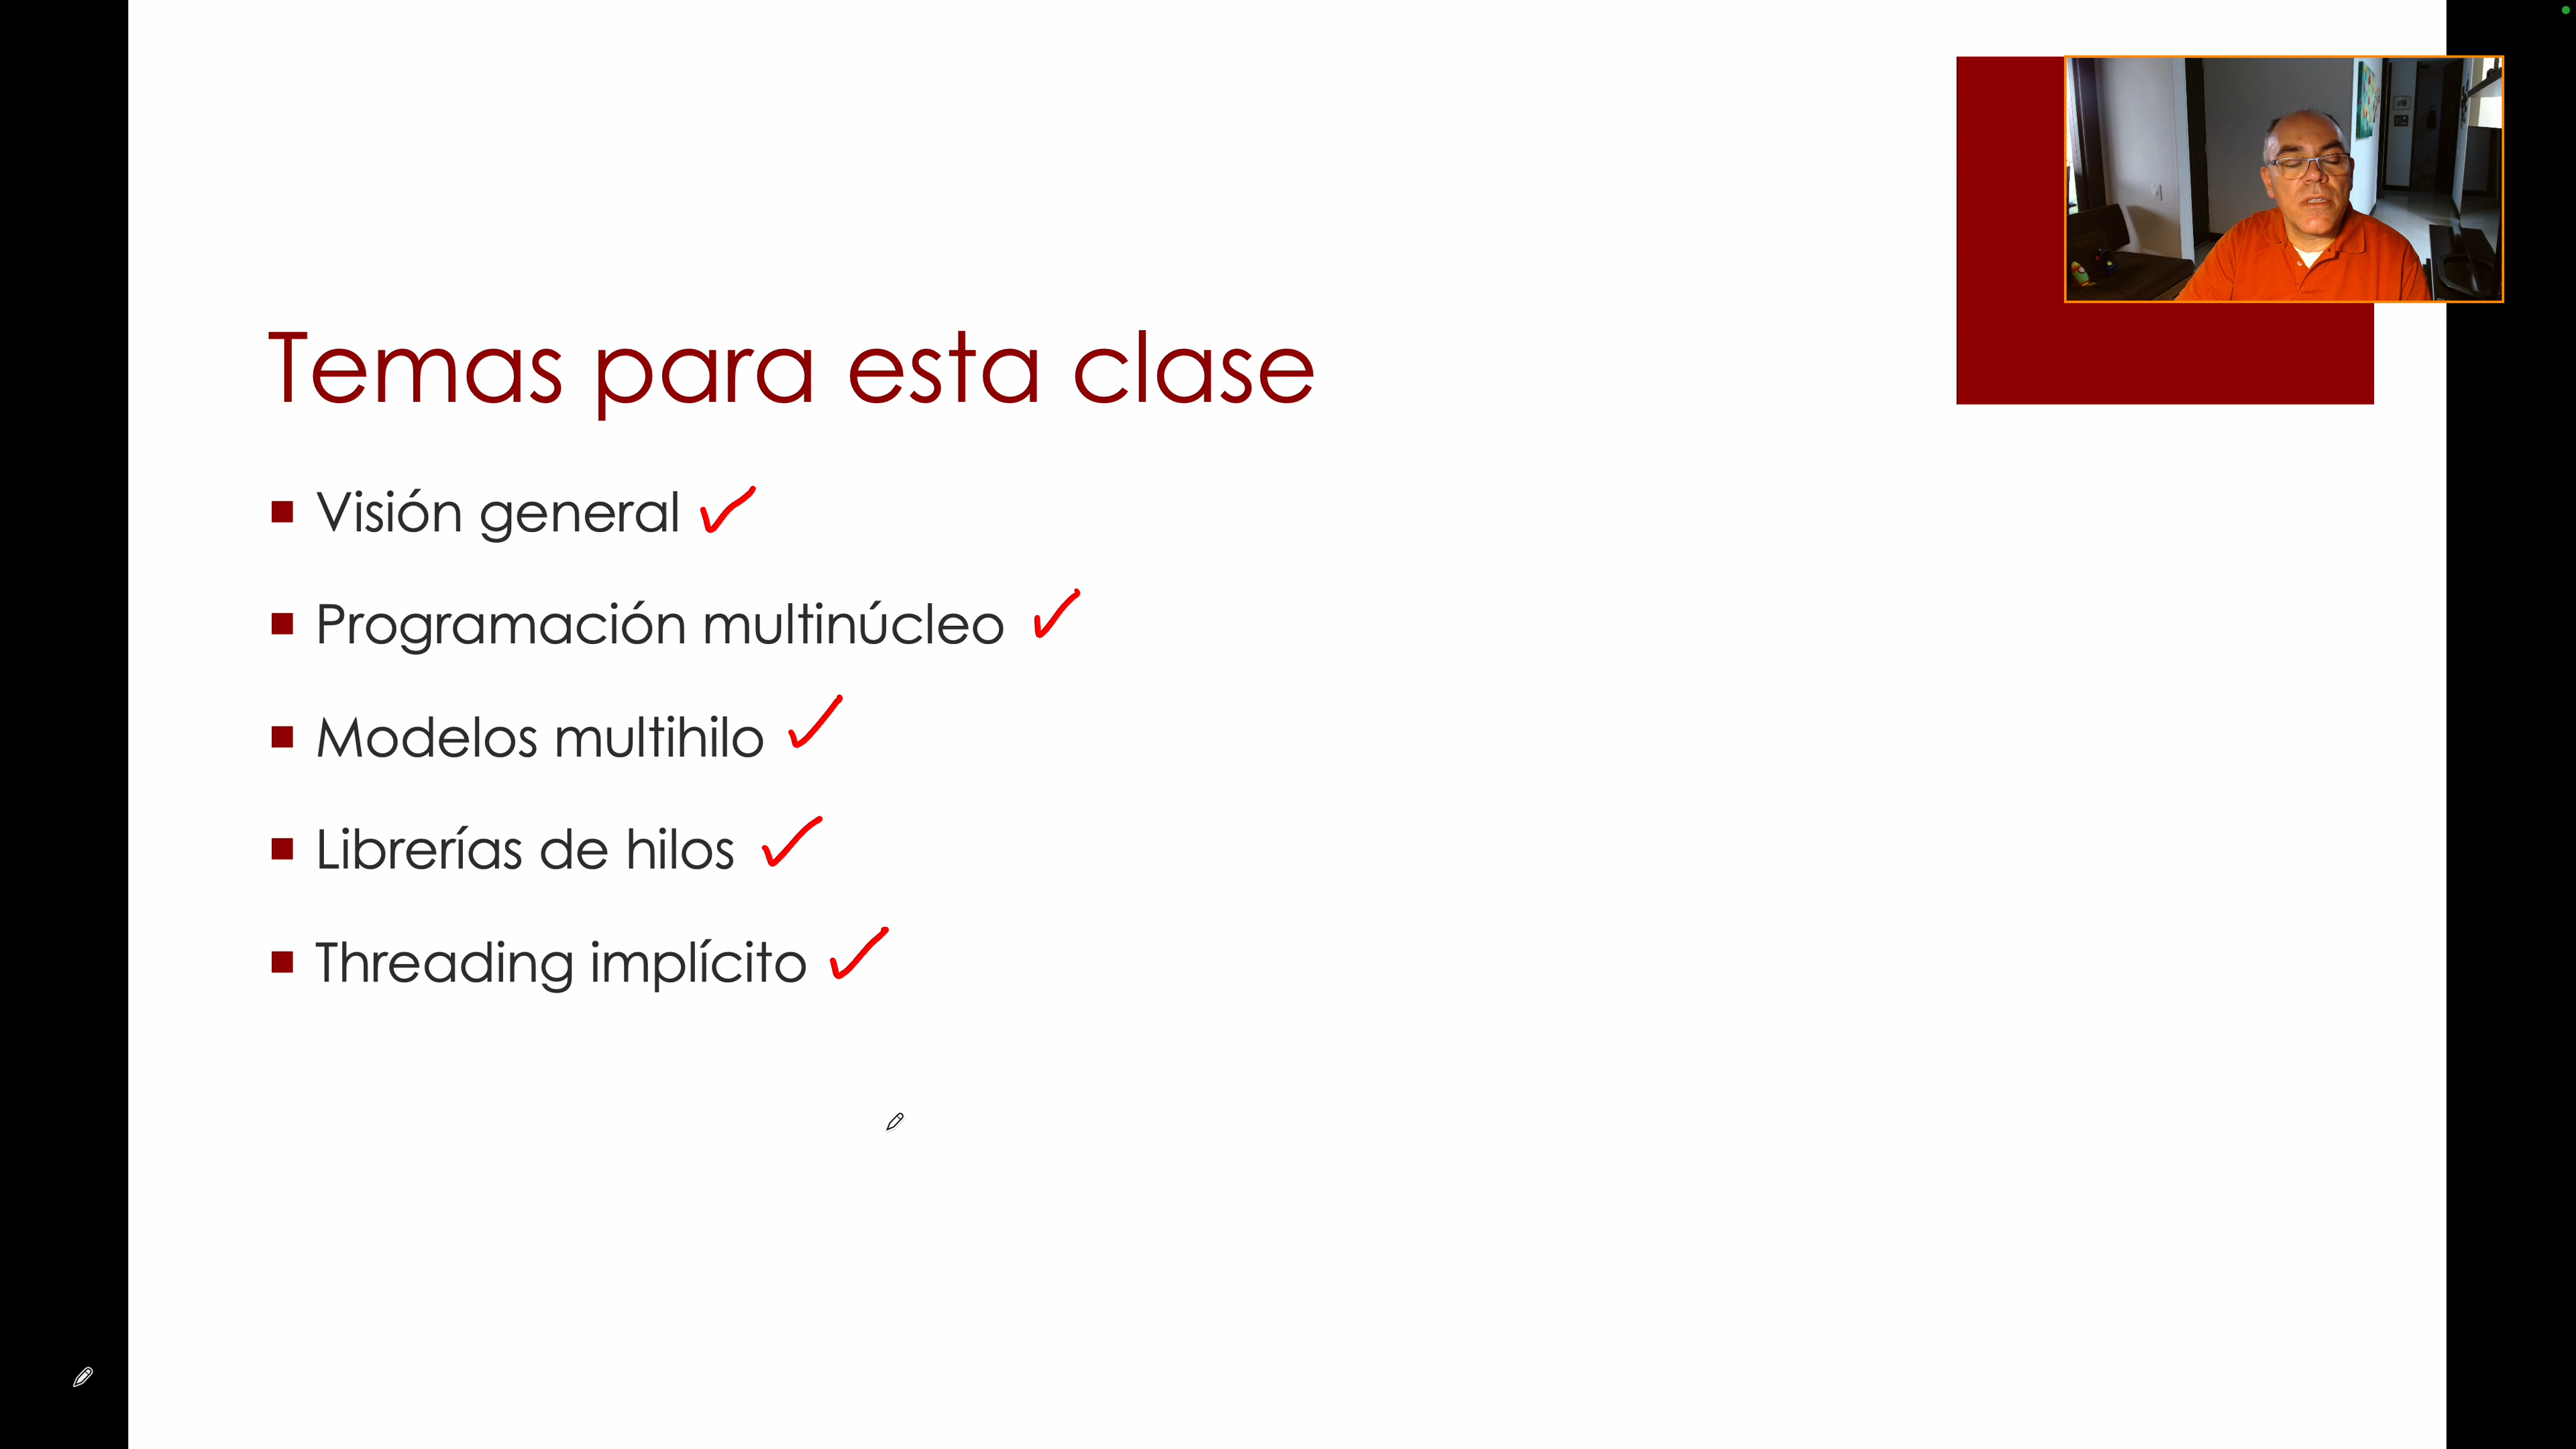 Temas para esta clase
Visión general
Programación multinúcleo
Modelos multihilo
Librerías de hilos
Threading implícito